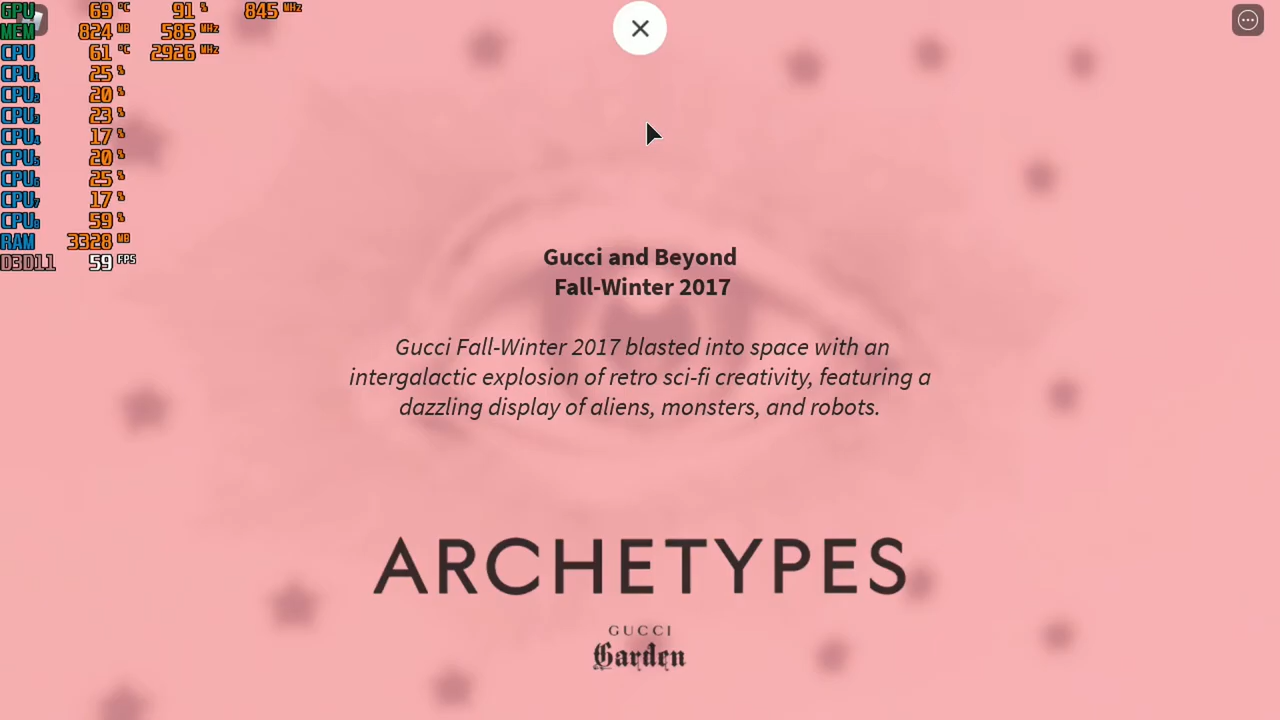 GPU 69 °C 91 % 845 MHz
MEM 824 MB 585 MHz
CPU 61 °C 2926 MHz
CPU1 25 %
CPU2 20 %
CPU3 23 %
CPU4 17 %
CPU5 20 %
CPU6 25 %
CPU7 17 %
CPU8 59 %
RAM 3328 MB
D3D11 59 FPS
Gucci and Beyond
Fall-Winter 2017
Gucci Fall-Winter 2017 blasted into space with an
intergalactic explosion of retro sci-fi creativity, featuring a
dazzling display of aliens, monsters, and robots.
ARCHETYPES
GUCCI
Garden